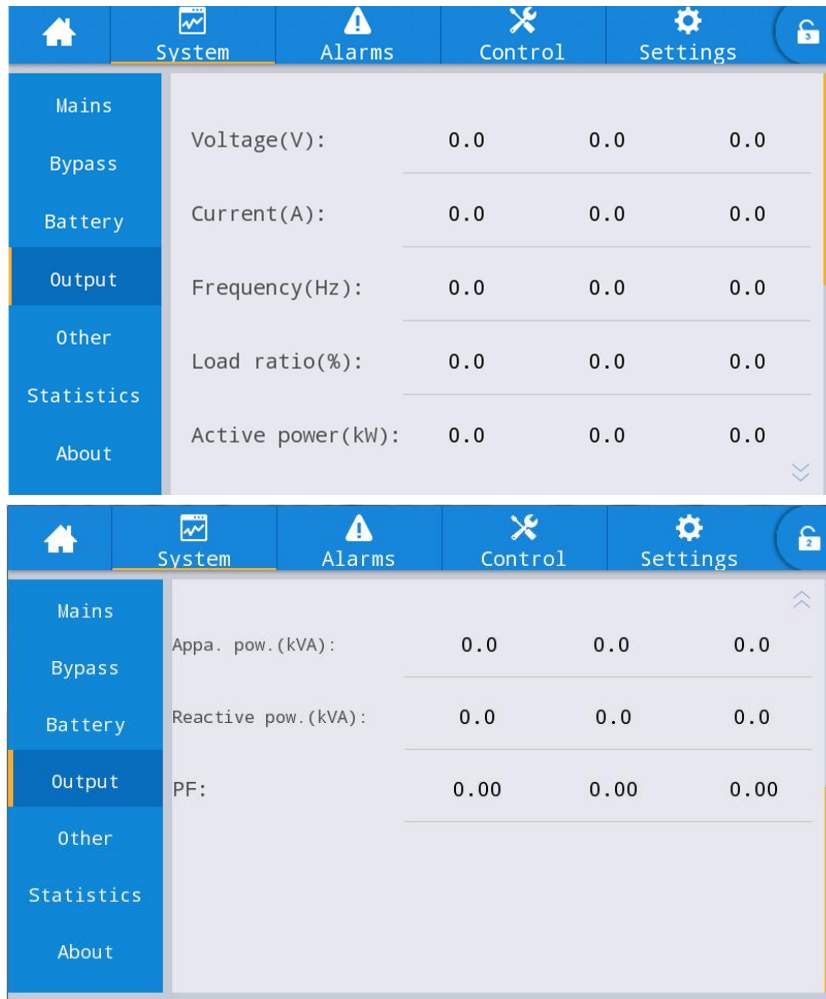 System Alarms Control Settings 3
Mains
Bypass
Battery
Output
Other
Statistics
About
Voltage(V): 0.0 0.0 0.0
Current(A): 0.0 0.0 0.0
Frequency(Hz): 0.0 0.0 0.0
Load ratio(%): 0.0 0.0 0.0
Active power(kW): 0.0 0.0 0.0
System Alarms Control Settings 2
Mains
Bypass
Battery
Output
Other
Statistics
About
Appa. pow.(kVA): 0.0 0.0 0.0
Reactive pow.(kVA): 0.0 0.0 0.0
PF: 0.00 0.00 0.00